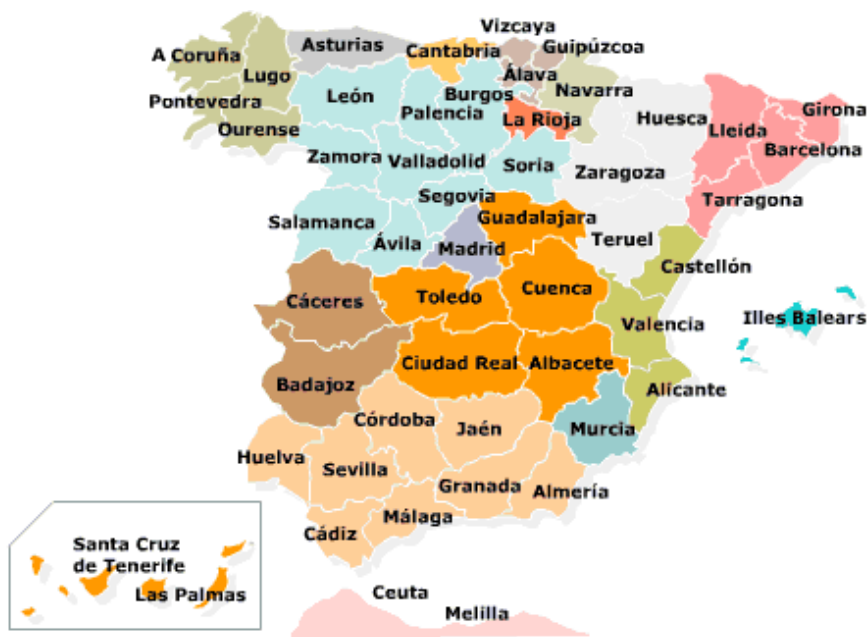 Vizcaya
A Coruña
Asturias
Cantabria
Guipúzcoa
Lugo
Álava
Navarra
León
Burgos
Pontevedra
Palencia
La Rioja
Huesca
Girona
Ourense
Lleida
Barcelona
Zamora
Valladolid
Soria
Zaragoza
Segovia
Tarragona
Salamanca
Guadalajara
Ávila
Madrid
Teruel
Castellón
Cáceres
Toledo
Cuenca
Valencia
Illes Balears
Badajoz
Ciudad Real
Albacete
Alicante
Córdoba
Jaén
Murcia
Huelva
Sevilla
Granada
Almería
Málaga
Cádiz
Santa Cruz
de Tenerife
Las Palmas
Ceuta
Melilla